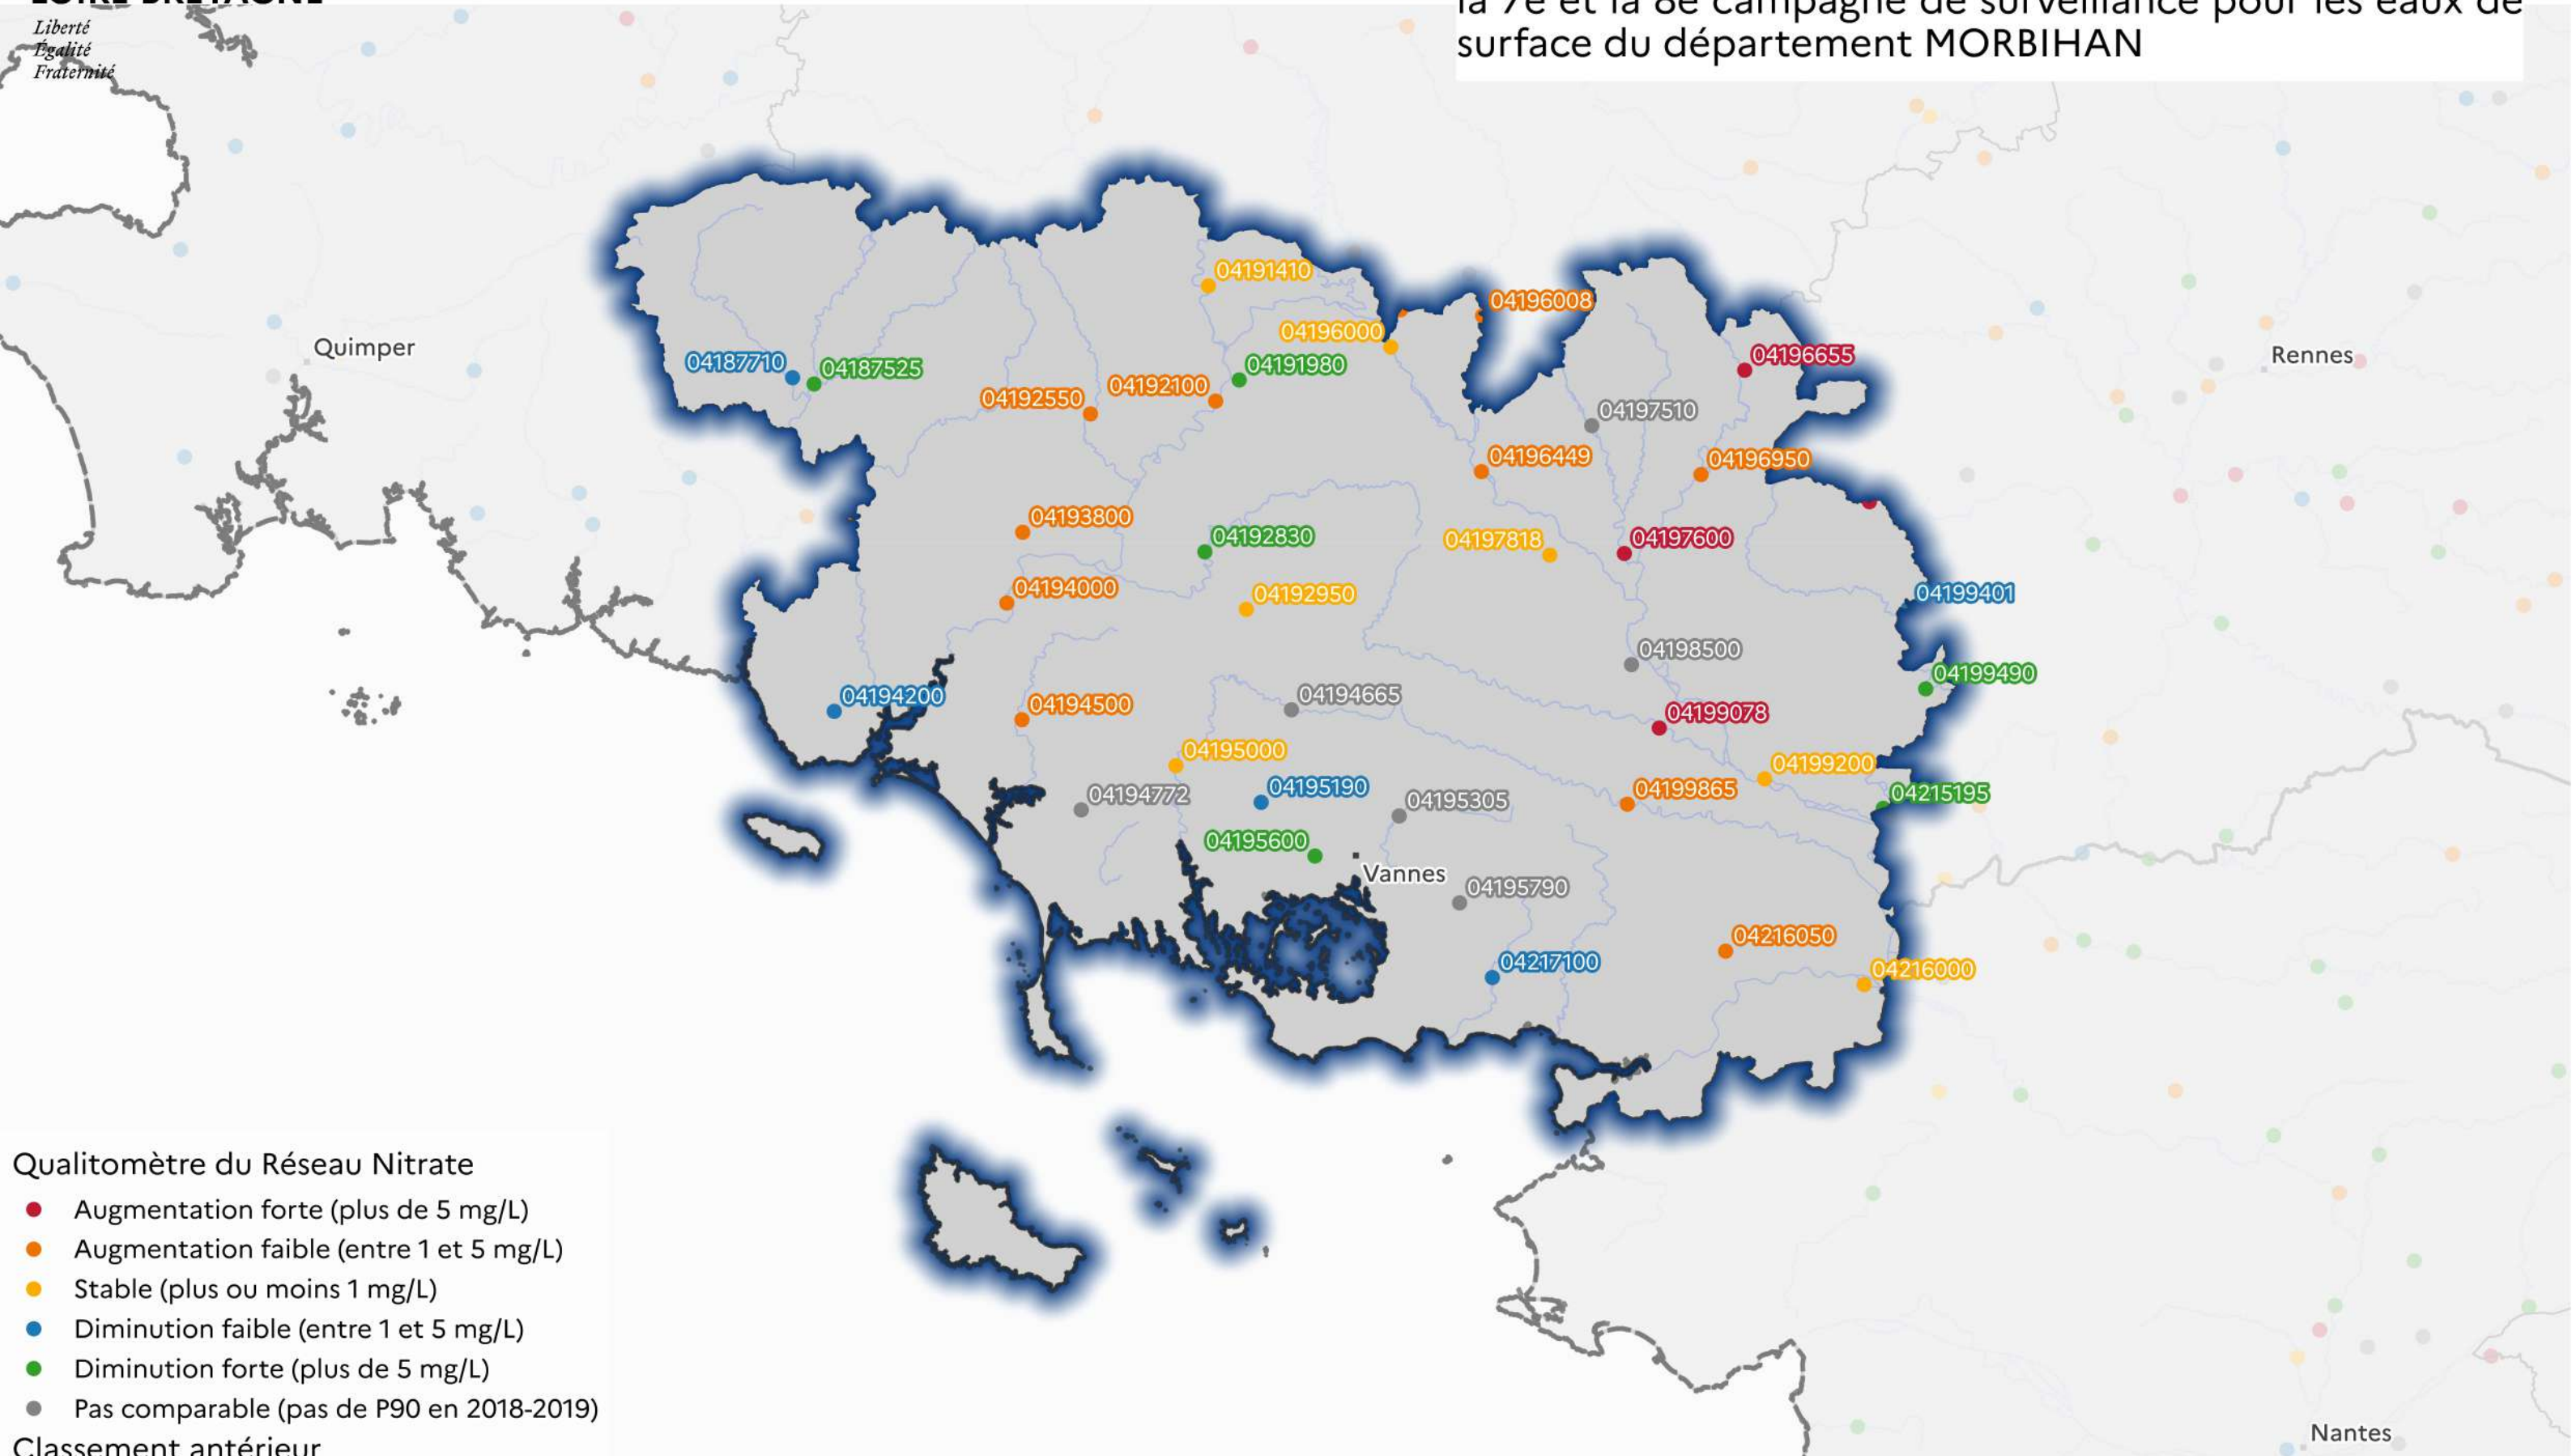 LOIRE-BRETAGNE
Liberté
Égalité
Fraternité
la 7e et la 8e campagne de surveillance pour les eaux de
surface du département MORBIHAN
04191410
04196008
04196000
Quimper
04187710
04187525
04191980
04196655
Rennes
04192550
04192100
04197510
04196449
04196950
04193800
04192830
04197818
04197600
04194000
04192950
04199401
04198500
04199490
04194200
04194500
04194665
04199078
04195000
04199200
04194772
04195190
04195305
04199865
04215195
04195600
Vannes
04195790
04216050
04217100
04216000
Qualitomètre du Réseau Nitrate
Augmentation forte (plus de 5 mg/L)
Augmentation faible (entre 1 et 5 mg/L)
Stable (plus ou moins 1 mg/L)
Diminution faible (entre 1 et 5 mg/L)
Diminution forte (plus de 5 mg/L)
Pas comparable (pas de P90 en 2018-2019)
Classement antérieur
Nantes